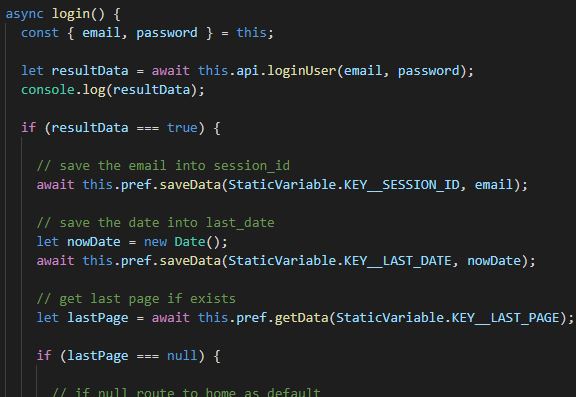 async login() {
const { email, password } = this;
let resultData = await this.api.loginUser(email, password);
console.log(resultData);
if (resultData === true) {
// save the email into session_id
await this.pref.saveData(StaticVariable.KEY__SESSION_ID, email);
// save the date into last_date
let nowDate = new Date();
await this.pref.saveData(StaticVariable.KEY__LAST_DATE, nowDate);
// get last page if exists
let lastPage = await this.pref.getData(StaticVariable.KEY__LAST_PAGE);
if (lastPage === null) {
// if null route to home as default